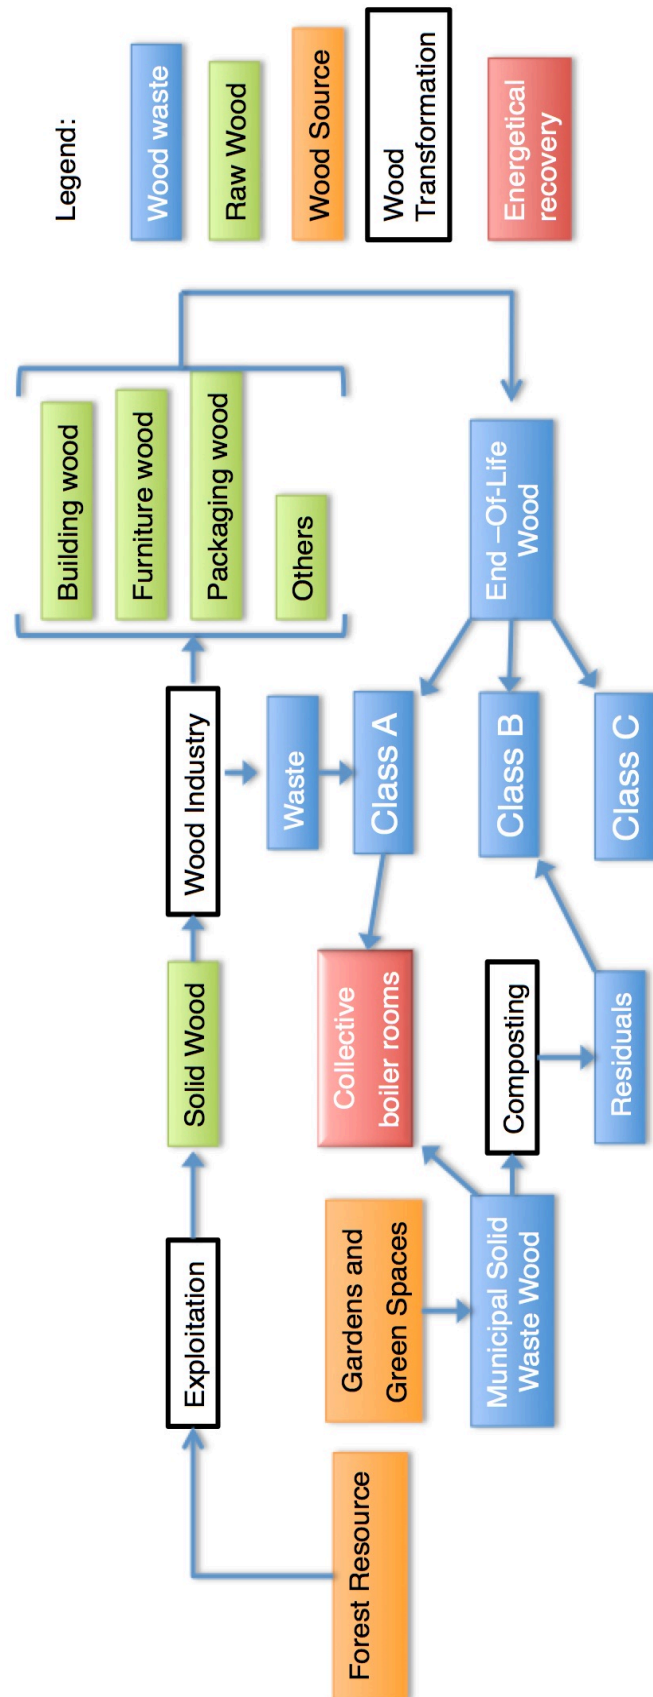 Legend:
Wood waste
Raw Wood
Wood Source
Wood
Transformation
Energetical
recovery
Building wood
Furniture wood
Packaging wood
Others
End –Of-Life
Wood
Wood Industry
Waste
Class A
Class B
Class C
Solid Wood
Collective
boiler rooms
Composting
Residuals
Exploitation
Gardens and
Green Spaces
Municipal Solid
Waste Wood
Forest Resource